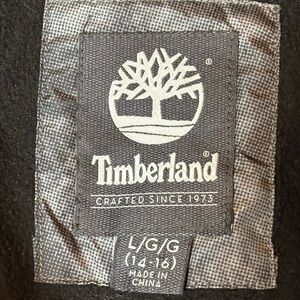 Timberland®
CRAFTED SINCE 1973
L/G/G
(14-16)
MADE IN
CHINA